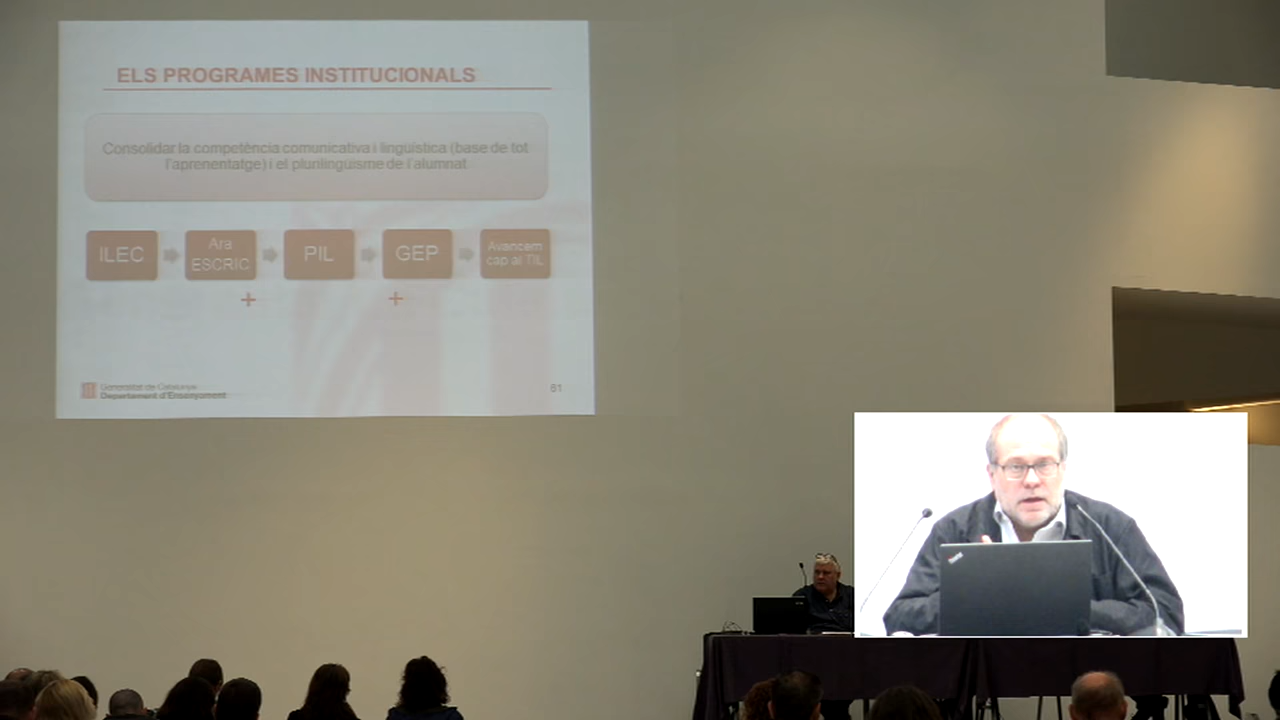 ELS PROGRAMES INSTITUCIONALS
Consolidar la competència comunicativa i lingüística (base de tot
l'aprenentatge) i el plurilingüisme de l'alumnat
ILEC
Ara
ESCRIC
PIL
GEP
Avancem
cap al TIL
+ +
Generalitat de Catalunya
Departament d'Ensenyament
61